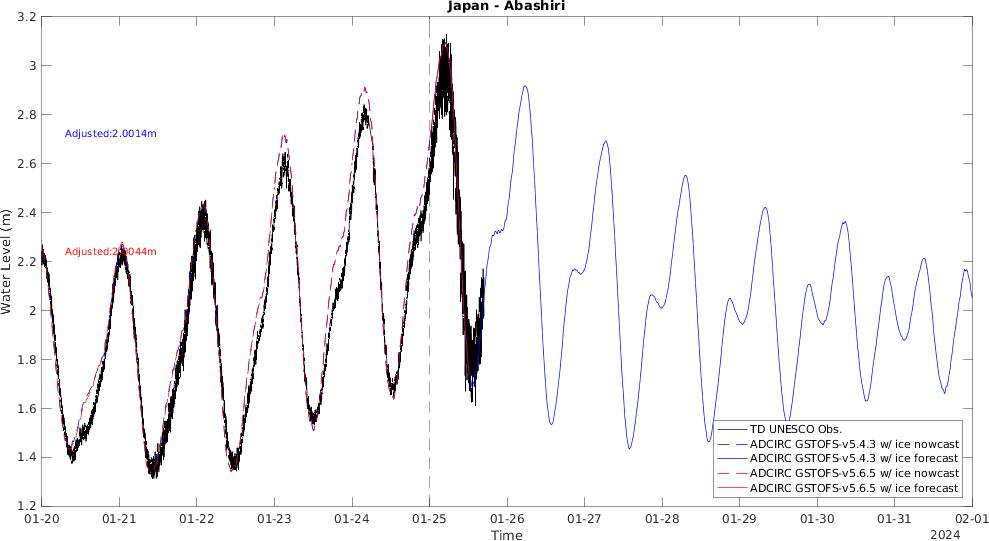 Japan - Abashiri
3.2
3
2.8
2.6
2.4
2.2
2
1.8
1.6
1.4
1.2
Water Level (m)
Adjusted:2.0014m
Adjusted:2.0044m
TD UNESCO Obs.
ADCIRC GSTOFS-v5.4.3 w/ ice nowcast
ADCIRC GSTOFS-v5.4.3 w/ ice forecast
ADCIRC GSTOFS-v5.6.5 w/ ice nowcast
ADCIRC GSTOFS-v5.6.5 w/ ice forecast
01-20 01-21 01-22 01-23 01-24 01-25 01-26 01-27 01-28 01-29 01-30 01-31 02-01
Time
2024